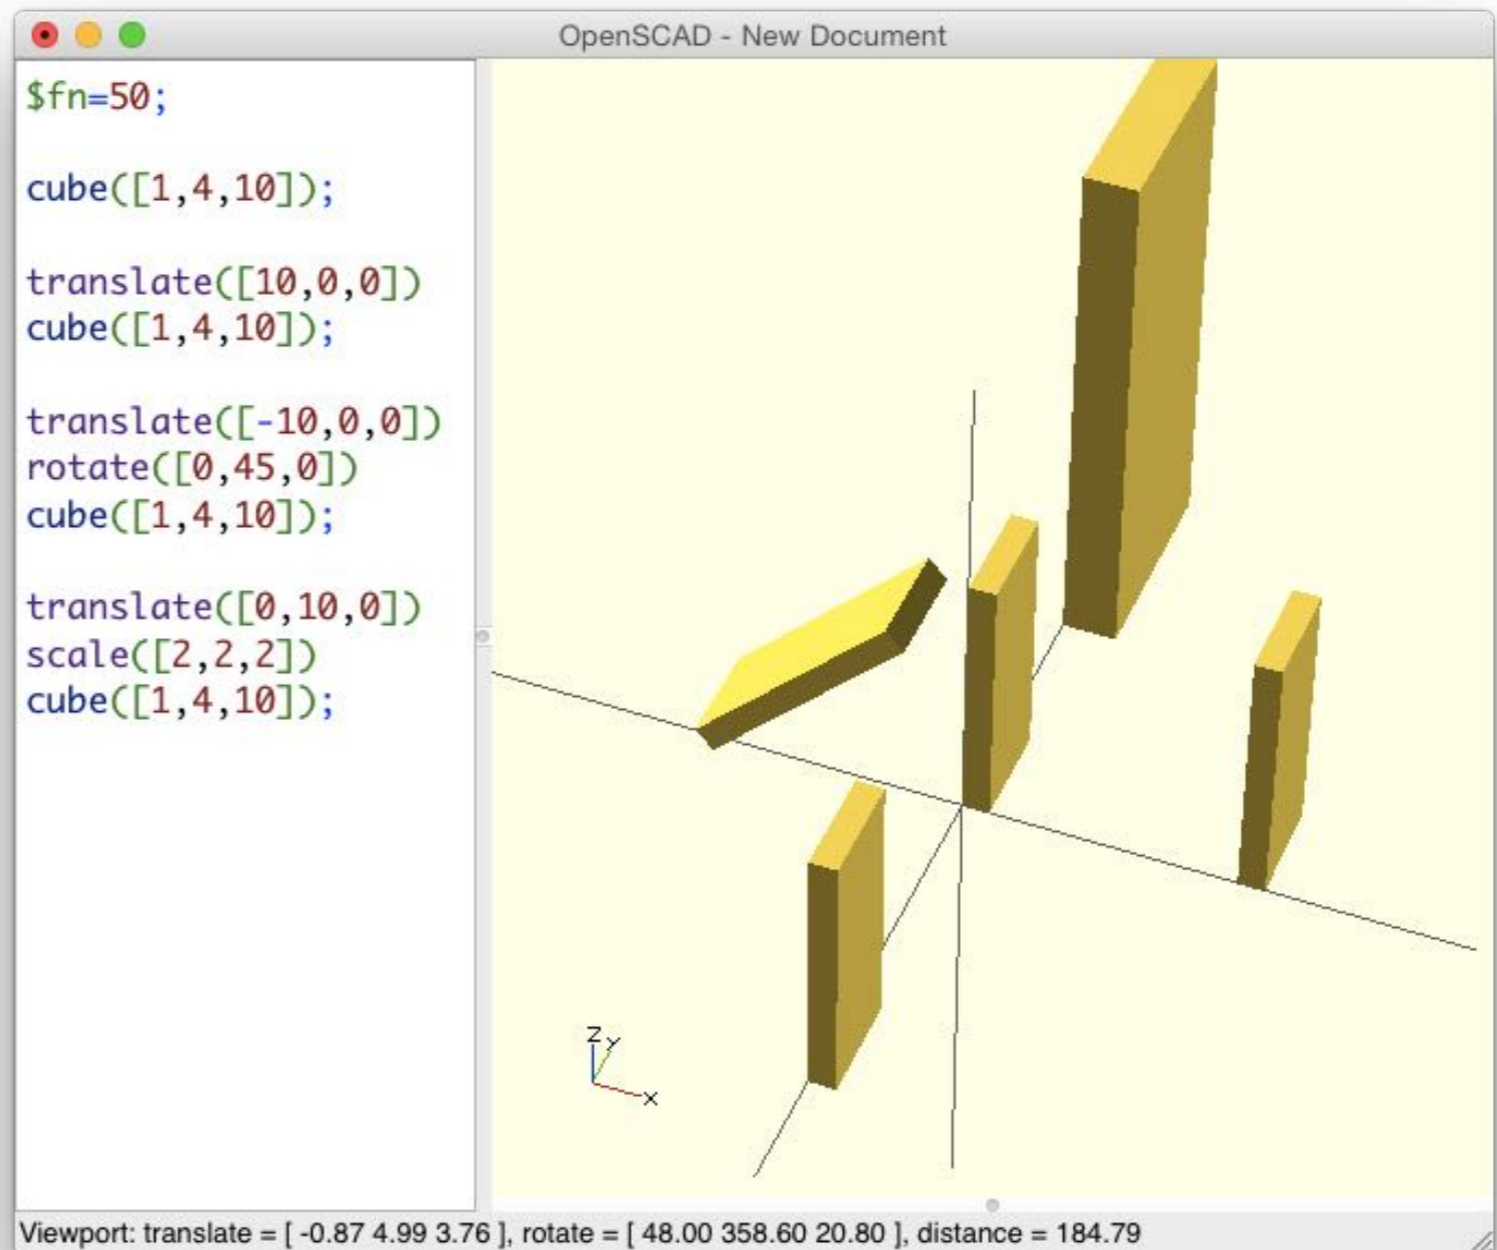 OpenSCAD - New Document
$fn=50;
cube([1,4,10]);
translate([10,0,0])
cube([1,4,10]);
translate([-10,0,0])
rotate([0,45,0])
cube([1,4,10]);
translate([0,10,0])
scale([2,2,2])
cube([1,4,10]);
Z
Y
X
Viewport: translate = [ -0.87 4.99 3.76 ], rotate = [ 48.00 358.60 20.80 ], distance = 184.79